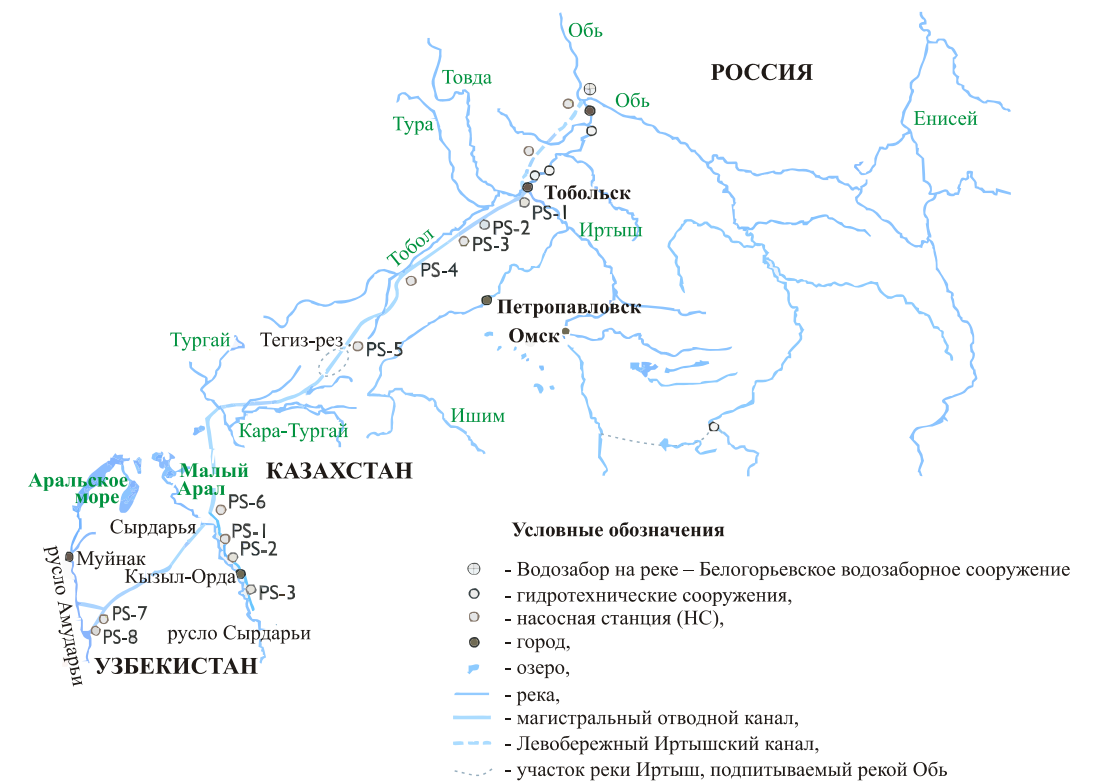 Обь
РОССИЯ
Товда
Обь
Енисей
Тура
Тобольск
PS-1
PS-2
Иртыш
PS-3
Тобол
PS-4
Петропавловск
Омск
Тегиз-рез
Тургай
PS-5
Ишим
Кара-Тургай
КАЗАХСТАН
Малый
Арал
Аральское
море
PS-6
Сырдарья
PS-1
PS-2
Муйнак
Кызыл-Орда
PS-3
русло Амударьи
PS-7
PS-8
русло Сырдарьи
УЗБЕКИСТАН
Условные обозначения
- Водозабор на реке – Белогорьевское водозаборное сооружение
- гидротехнические сооружения,
- насосная станция (НС),
- город,
- озеро,
- река,
- магистральный отводной канал,
- Левобережный Иртышский канал,
- участок реки Иртыш, подпитываемый рекой Обь